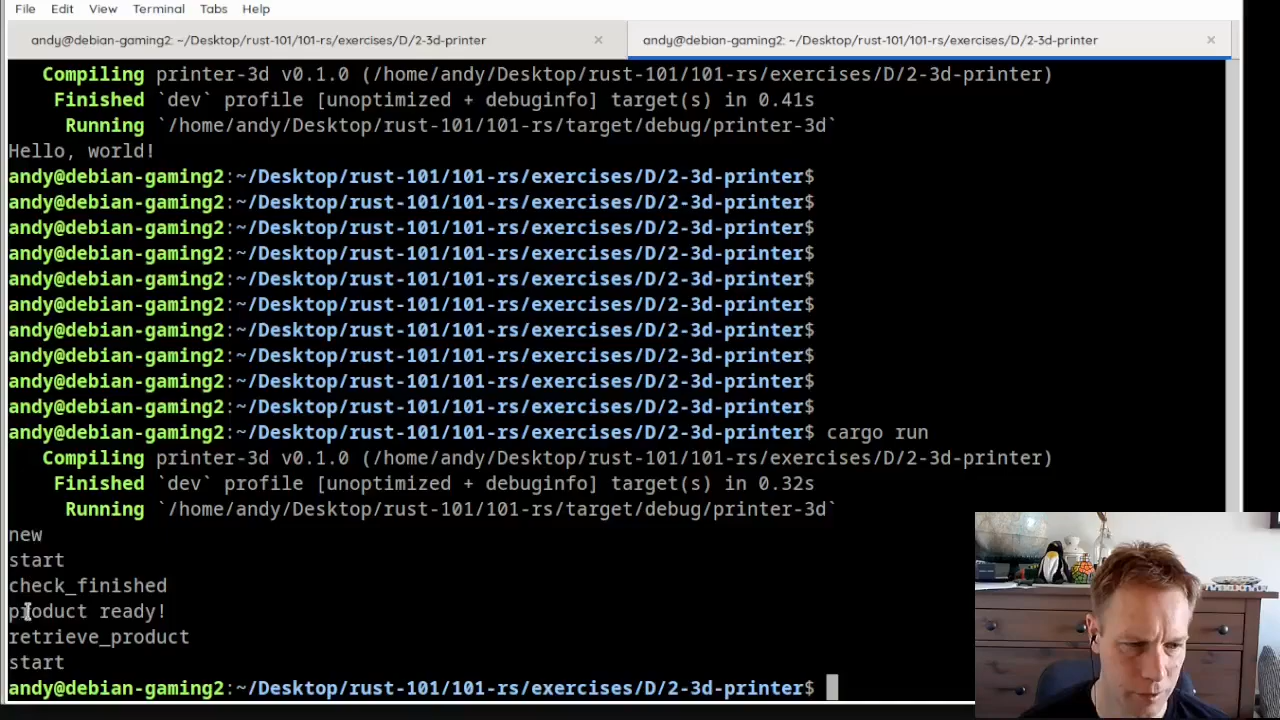 File Edit View Terminal Tabs Help
andy@debian-gaming2: ~/Desktop/rust-101/101-rs/exercises/D/2-3d-printer × andy@debian-gaming2: ~/Desktop/rust-101/101-rs/exercises/D/2-3d-printer ×
Compiling printer-3d v0.1.0 (/home/andy/Desktop/rust-101/101-rs/exercises/D/2-3d-printer)
Finished `dev` profile [unoptimized + debuginfo] target(s) in 0.41s
Running `/home/andy/Desktop/rust-101/101-rs/target/debug/printer-3d`
Hello, world!
andy@debian-gaming2:~/Desktop/rust-101/101-rs/exercises/D/2-3d-printer$
andy@debian-gaming2:~/Desktop/rust-101/101-rs/exercises/D/2-3d-printer$
andy@debian-gaming2:~/Desktop/rust-101/101-rs/exercises/D/2-3d-printer$
andy@debian-gaming2:~/Desktop/rust-101/101-rs/exercises/D/2-3d-printer$
andy@debian-gaming2:~/Desktop/rust-101/101-rs/exercises/D/2-3d-printer$
andy@debian-gaming2:~/Desktop/rust-101/101-rs/exercises/D/2-3d-printer$
andy@debian-gaming2:~/Desktop/rust-101/101-rs/exercises/D/2-3d-printer$
andy@debian-gaming2:~/Desktop/rust-101/101-rs/exercises/D/2-3d-printer$
andy@debian-gaming2:~/Desktop/rust-101/101-rs/exercises/D/2-3d-printer$
andy@debian-gaming2:~/Desktop/rust-101/101-rs/exercises/D/2-3d-printer$
andy@debian-gaming2:~/Desktop/rust-101/101-rs/exercises/D/2-3d-printer$ cargo run
Compiling printer-3d v0.1.0 (/home/andy/Desktop/rust-101/101-rs/exercises/D/2-3d-printer)
Finished `dev` profile [unoptimized + debuginfo] target(s) in 0.32s
Running `/home/andy/Desktop/rust-101/101-rs/target/debug/printer-3d`
new
start
check_finished
product ready!
retrieve_product
start
andy@debian-gaming2:~/Desktop/rust-101/101-rs/exercises/D/2-3d-printer$